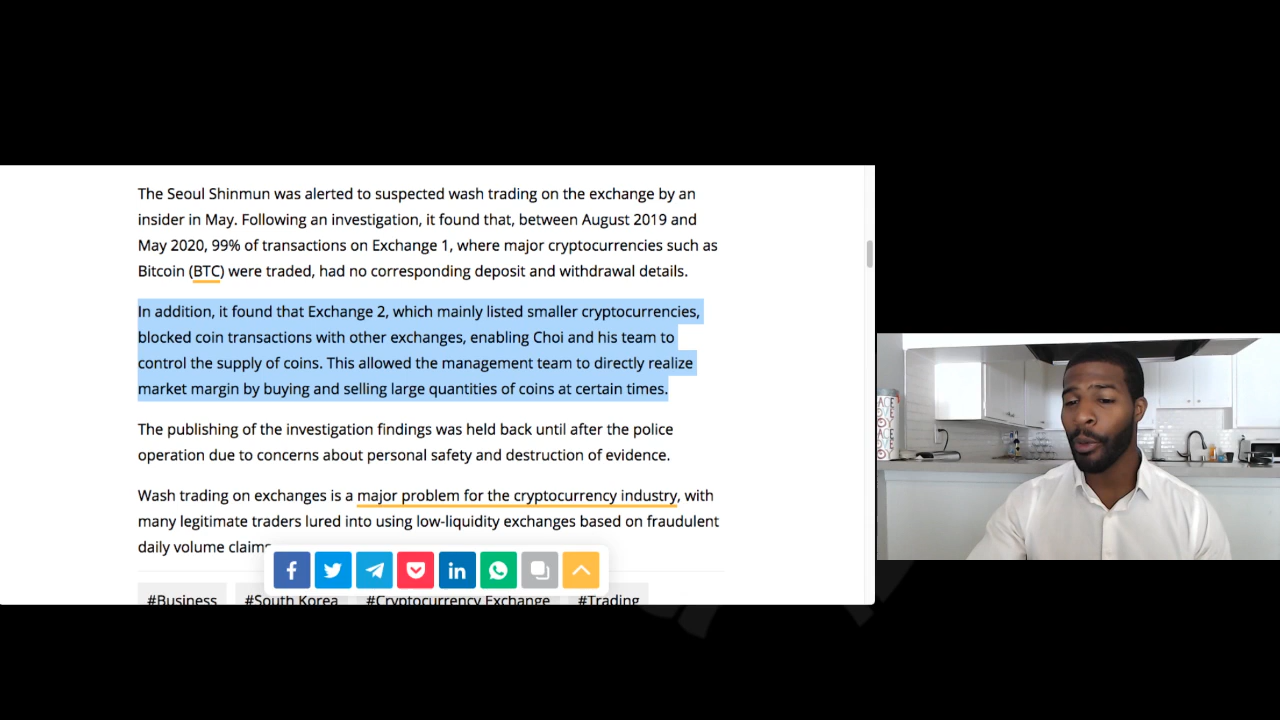 The Seoul Shinmun was alerted to suspected wash trading on the exchange by an
insider in May. Following an investigation, it found that, between August 2019 and
May 2020, 99% of transactions on Exchange 1, where major cryptocurrencies such as
Bitcoin (BTC) were traded, had no corresponding deposit and withdrawal details.
In addition, it found that Exchange 2, which mainly listed smaller cryptocurrencies,
blocked coin transactions with other exchanges, enabling Choi and his team to
control the supply of coins. This allowed the management team to directly realize
market margin by buying and selling large quantities of coins at certain times.
The publishing of the investigation findings was held back until after the police
operation due to concerns about personal safety and destruction of evidence.
Wash trading on exchanges is a major problem for the cryptocurrency industry, with
many legitimate traders lured into using low-liquidity exchanges based on fraudulent
daily volume claims
#Business #South Korea #Cryptocurrency Exchange #Trading